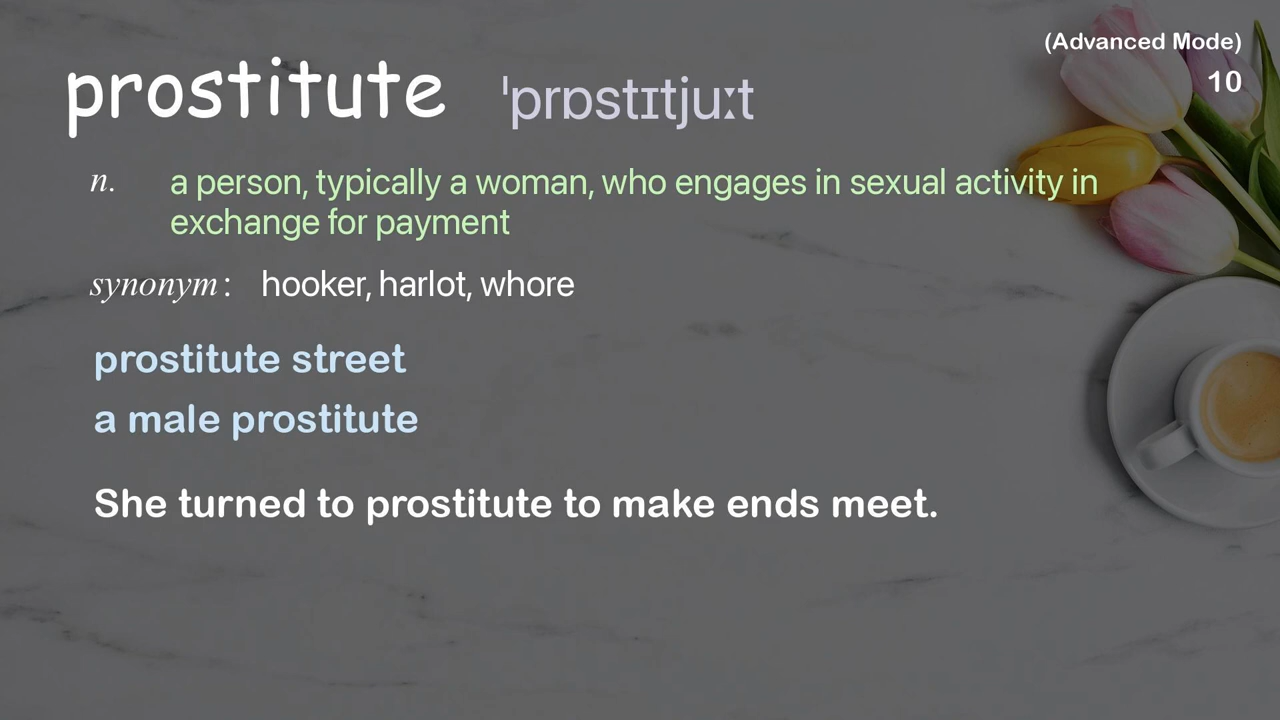 (Advanced Mode)
10
prostitute ˈprɒstɪtjuːt
n. a person, typically a woman, who engages in sexual activity in
exchange for payment
synonym: hooker, harlot, whore
prostitute street
a male prostitute
She turned to prostitute to make ends meet.